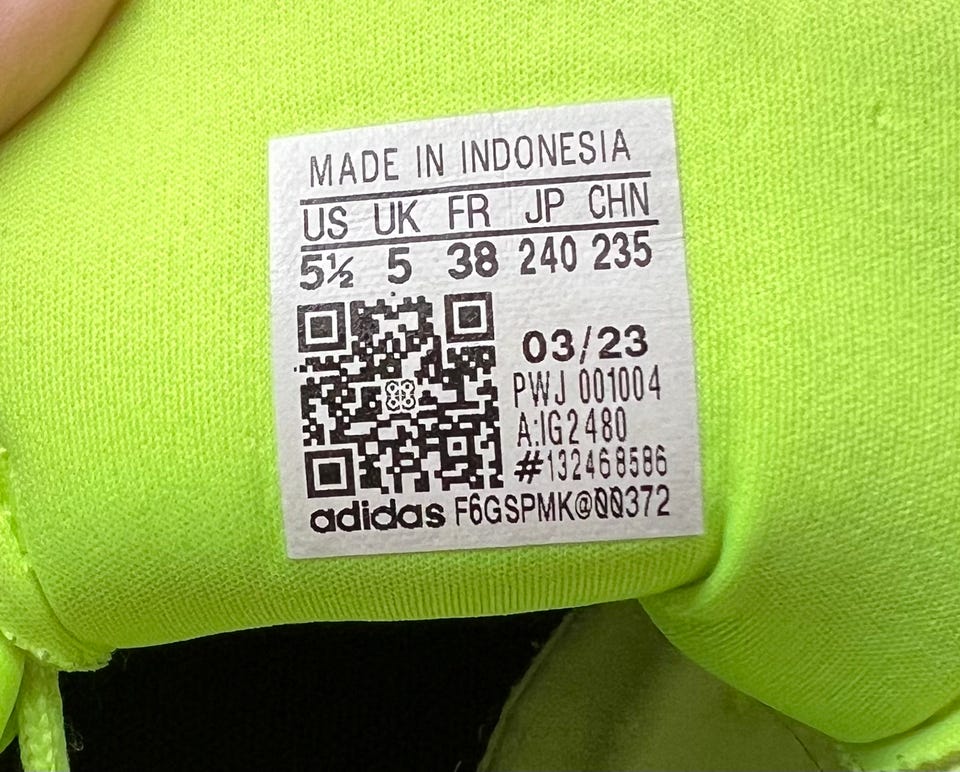 MADE IN INDONESIA
US UK FR JP CHN
5½ 5 38 240 235
03/23
PWJ 001004
A:IG2480
#132468586
adidas F6GSPMK@00372